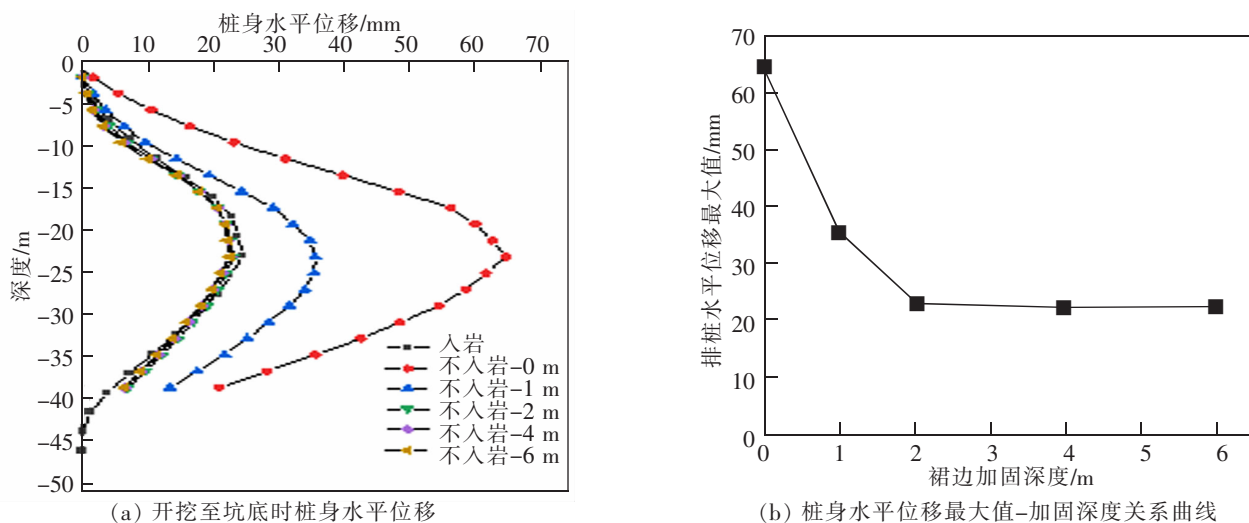 桩身水平位移/mm
0 10 20 30 40 50 60 70
0
-5
-10
-15
-20
-25
-30
-35
-40
-45
-50
深度/m
入岩
不入岩-0 m
不入岩-1 m
不入岩-2 m
不入岩-4 m
不入岩-6 m
(a) 开挖至坑底时桩身水平位移
70
60
50
40
30
20
10
0
排桩水平位移最大值/mm
0 1 2 3 4 5 6
裙边加固深度/m
(b) 桩身水平位移最大值-加固深度关系曲线